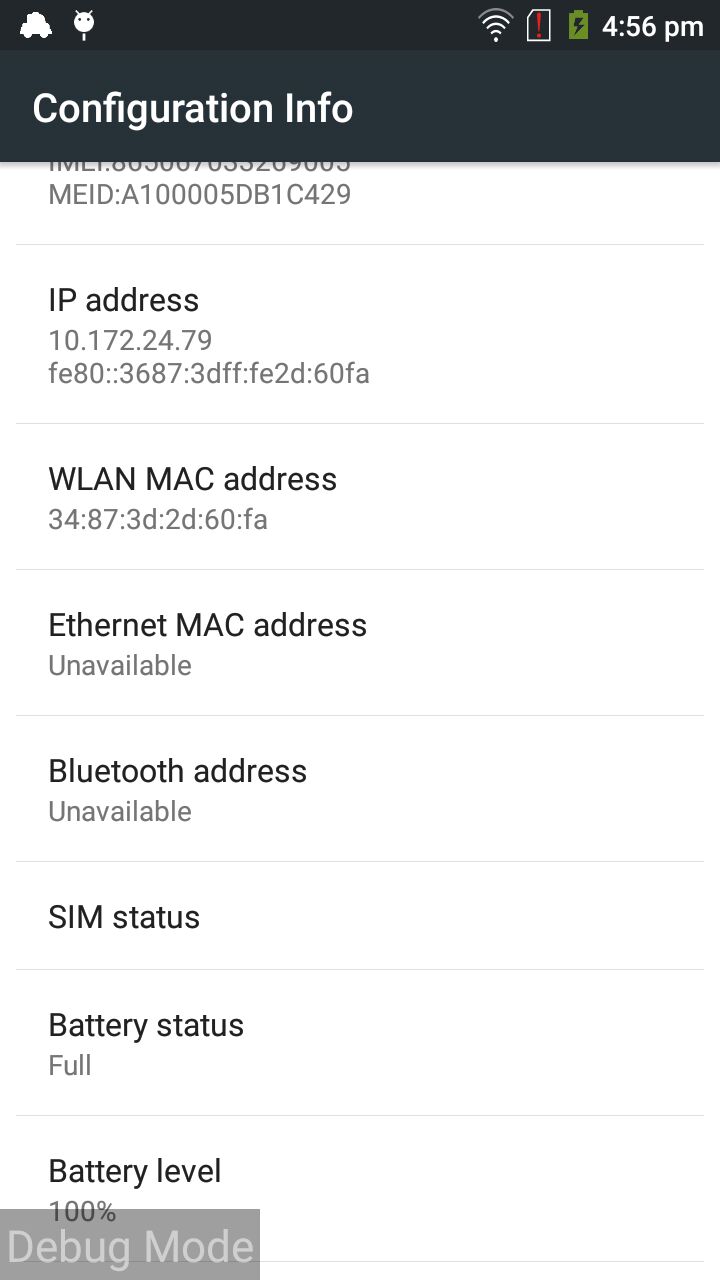 4:56 pm
Configuration Info
IMEI:865067033269005
MEID:A100005DB1C429
IP address
10.172.24.79
fe80::3687:3dff:fe2d:60fa
WLAN MAC address
34:87:3d:2d:60:fa
Ethernet MAC address
Unavailable
Bluetooth address
Unavailable
SIM status
Battery status
Full
Battery level
100%
Debug Mode